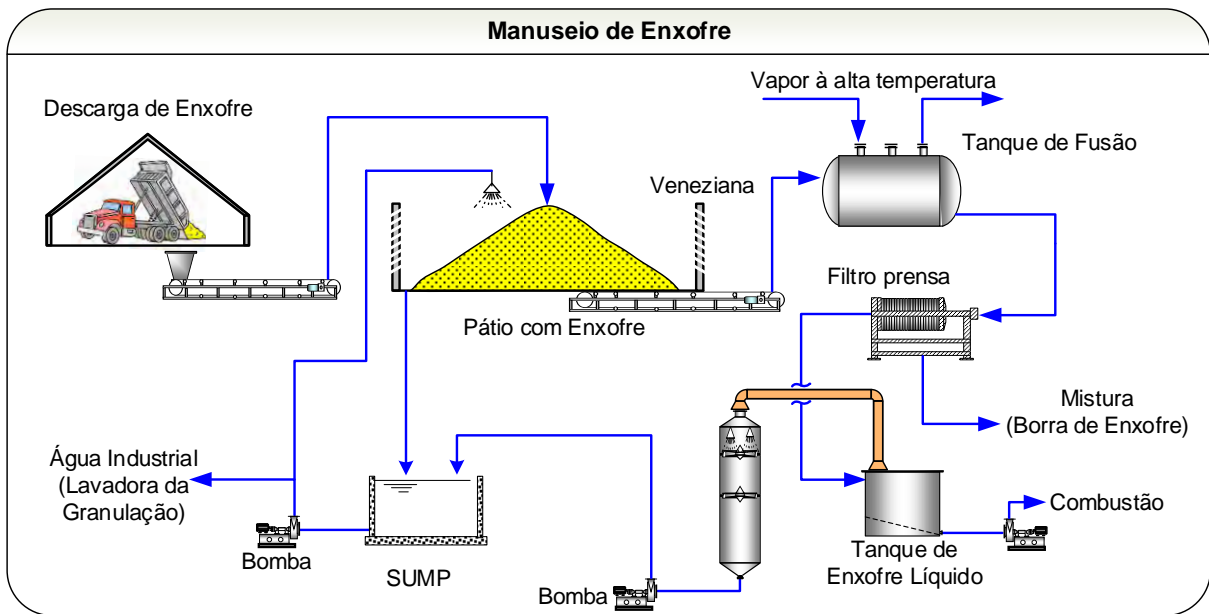 Manuseio de Enxofre
Descarga de Enxofre
Vapor à alta temperatura
Tanque de Fusão
Veneziana
Filtro prensa
Pátio com Enxofre
Mistura
(Borra de Enxofre)
Água Industrial
(Lavadora da
Granulação)
Combustão
Bomba
SUMP
Tanque de
Enxofre Líquido
Bomba